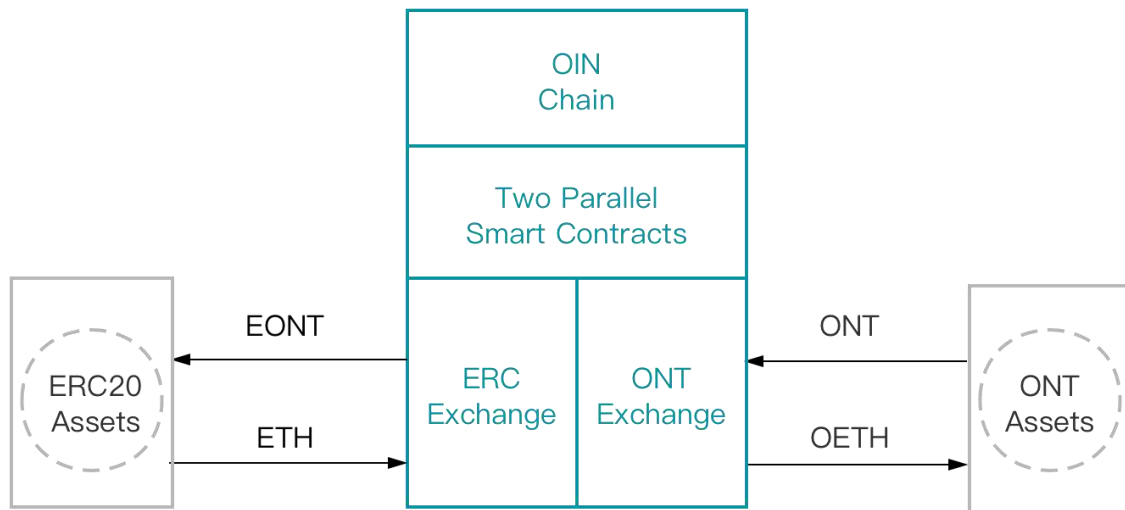 OIN
Chain
Two Parallel
Smart Contracts
EONT
ONT
ERC20
Assets
ERC
Exchange
ONT
Exchange
ONT
Assets
ETH
OETH